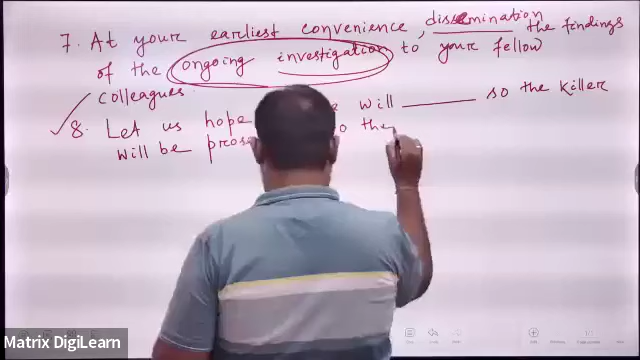 7. At your earliest convenience, dissemination the findings
of the ongoing investigation to your fellow
colleagues.
8. Let us hope will ______ so the killer
will be the
Matrix DigiLearn